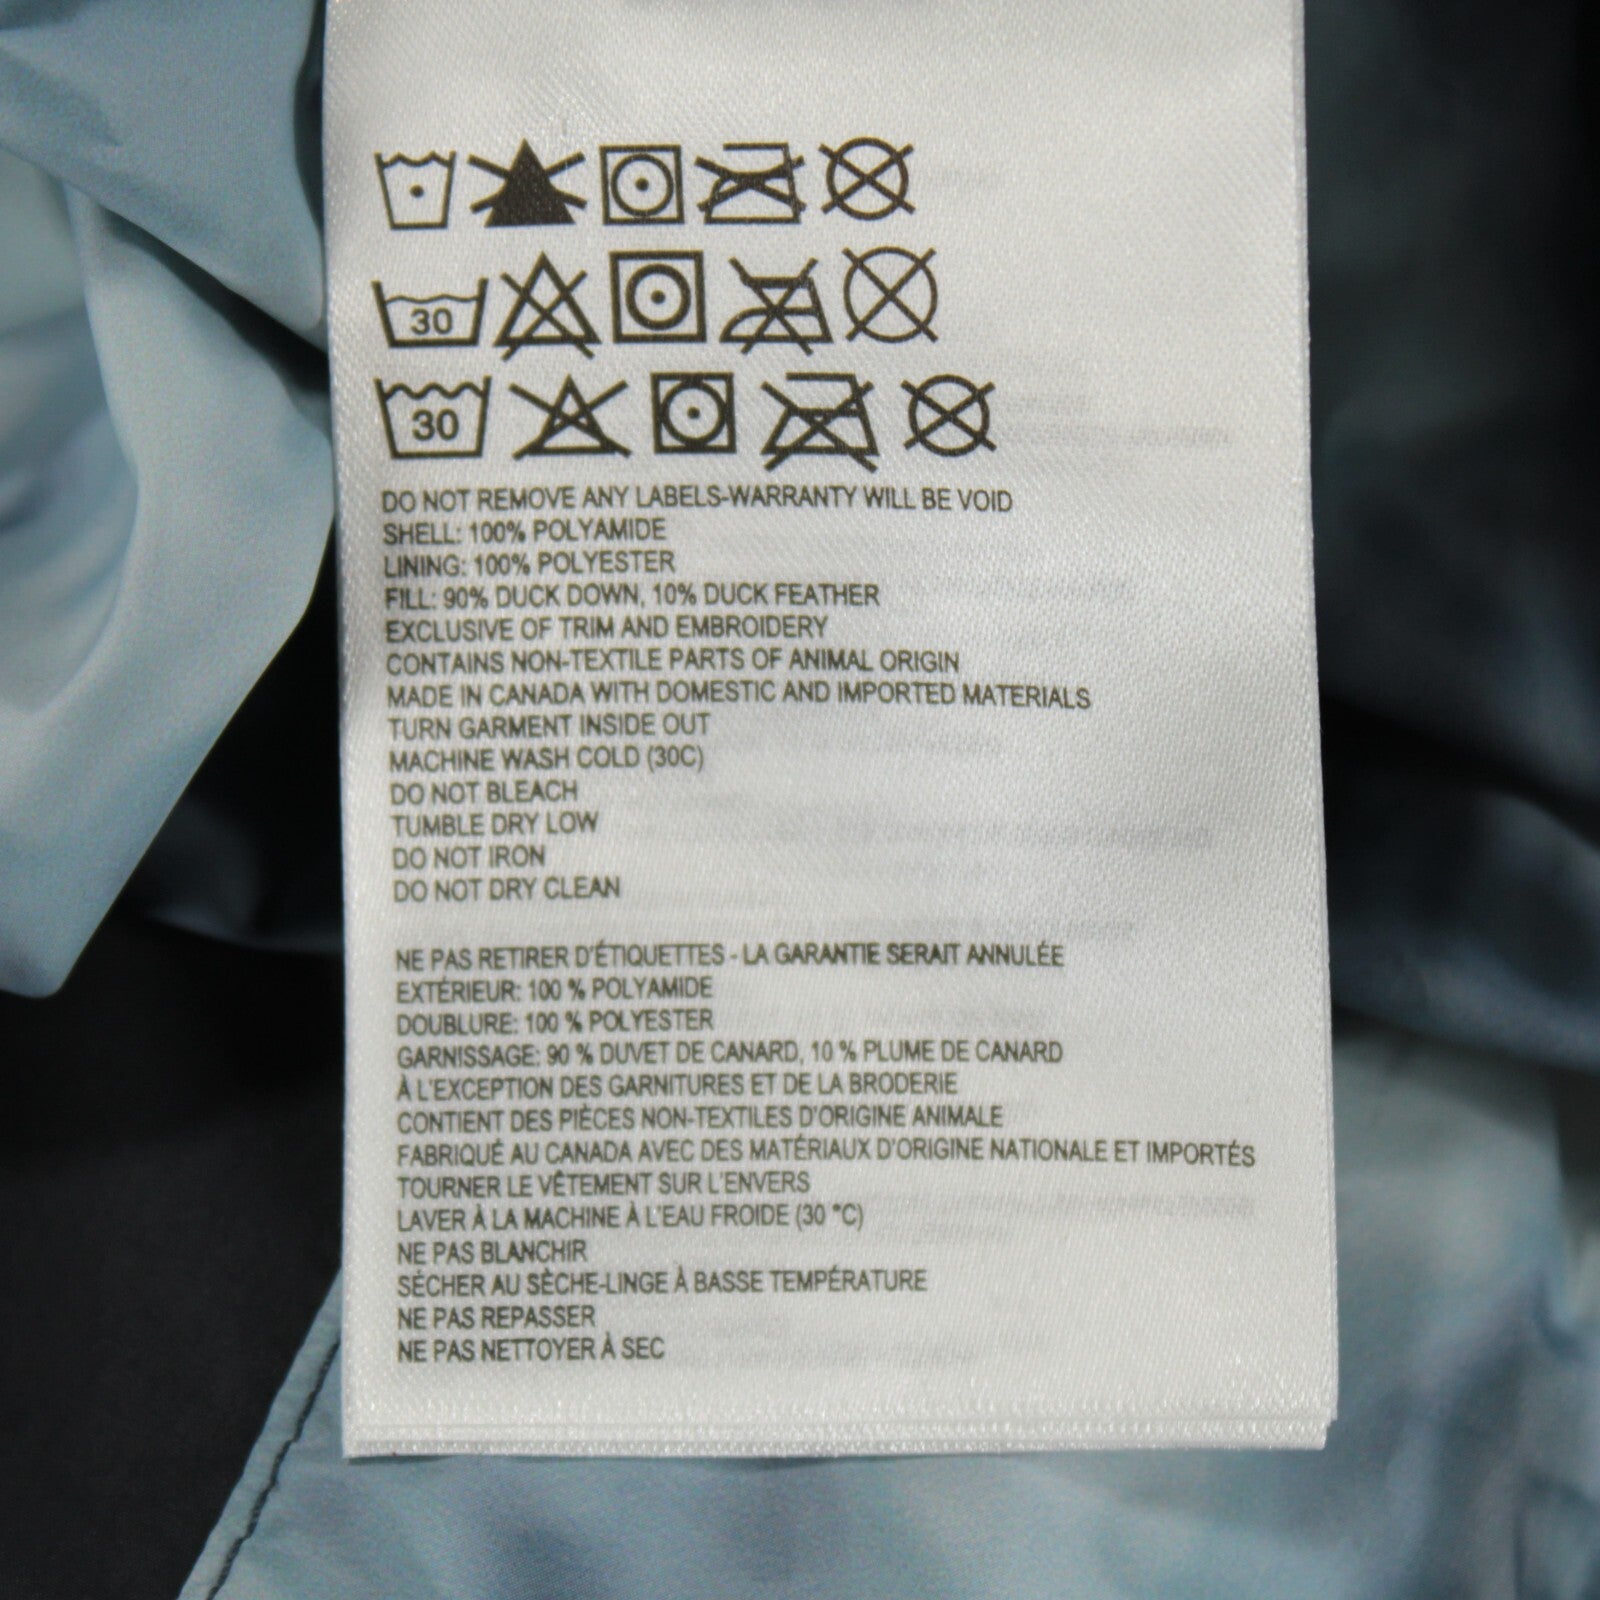 30
30
DO NOT REMOVE ANY LABELS-WARRANTY WILL BE VOID
SHELL: 100% POLYAMIDE
LINING: 100% POLYESTER
FILL: 90% DUCK DOWN, 10% DUCK FEATHER
EXCLUSIVE OF TRIM AND EMBROIDERY
CONTAINS NON-TEXTILE PARTS OF ANIMAL ORIGIN
MADE IN CANADA WITH DOMESTIC AND IMPORTED MATERIALS
TURN GARMENT INSIDE OUT
MACHINE WASH COLD (30C)
DO NOT BLEACH
TUMBLE DRY LOW
DO NOT IRON
DO NOT DRY CLEAN
NE PAS RETIRER D'ÉTIQUETTES - LA GARANTIE SERAIT ANNULÉE
EXTÉRIEUR: 100 % POLYAMIDE
DOUBLURE: 100 % POLYESTER
GARNISSAGE: 90 % DUVET DE CANARD, 10 % PLUME DE CANARD
À L'EXCEPTION DES GARNITURES ET DE LA BRODERIE
CONTIENT DES PIÈCES NON-TEXTILES D'ORIGINE ANIMALE
FABRIQUÉ AU CANADA AVEC DES MATÉRIAUX D'ORIGINE NATIONALE ET IMPORTÉS
TOURNER LE VÊTEMENT SUR L'ENVERS
LAVER À LA MACHINE À L'EAU FROIDE (30 °C)
NE PAS BLANCHIR
SÉCHER AU SÈCHE-LINGE À BASSE TEMPÉRATURE
NE PAS REPASSER
NE PAS NETTOYER À SEC